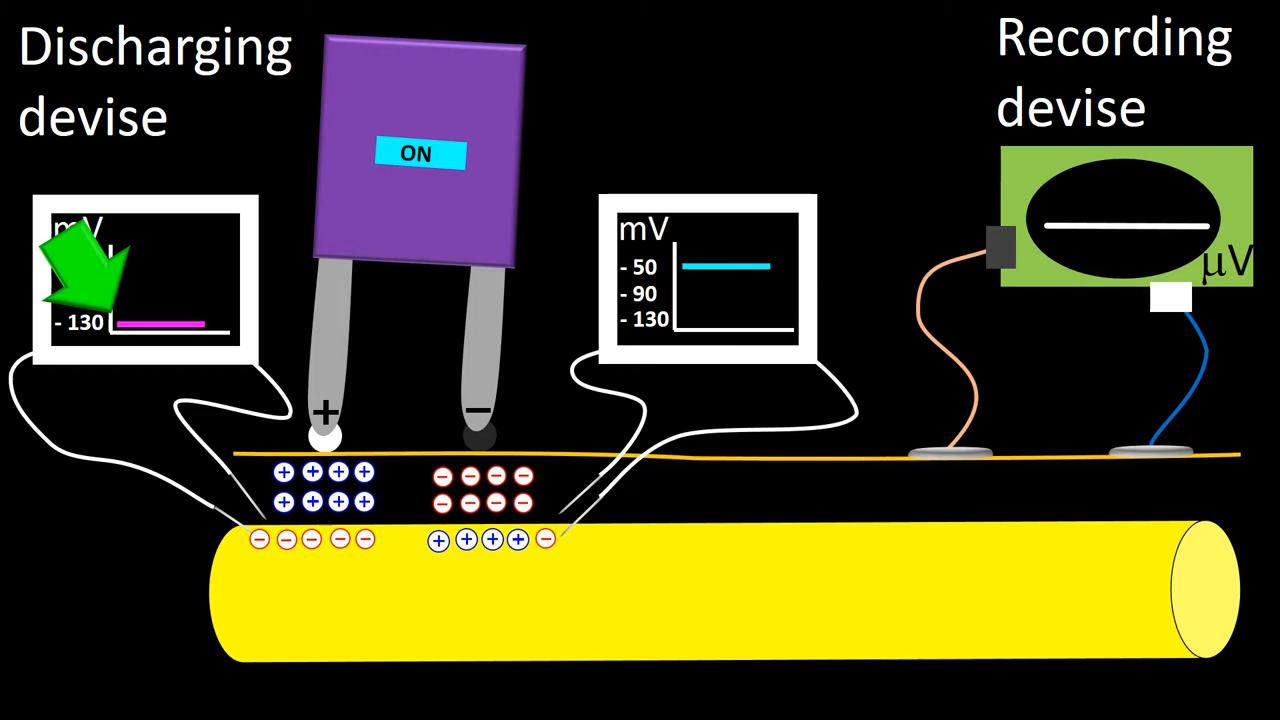 Discharging
devise
Recording
devise
ON
mV
- 130
mV
- 50
- 90
- 130
μV
+
−
+ + + +
− − − −
+ + + +
− − − −
− − − − −
+ + + + −